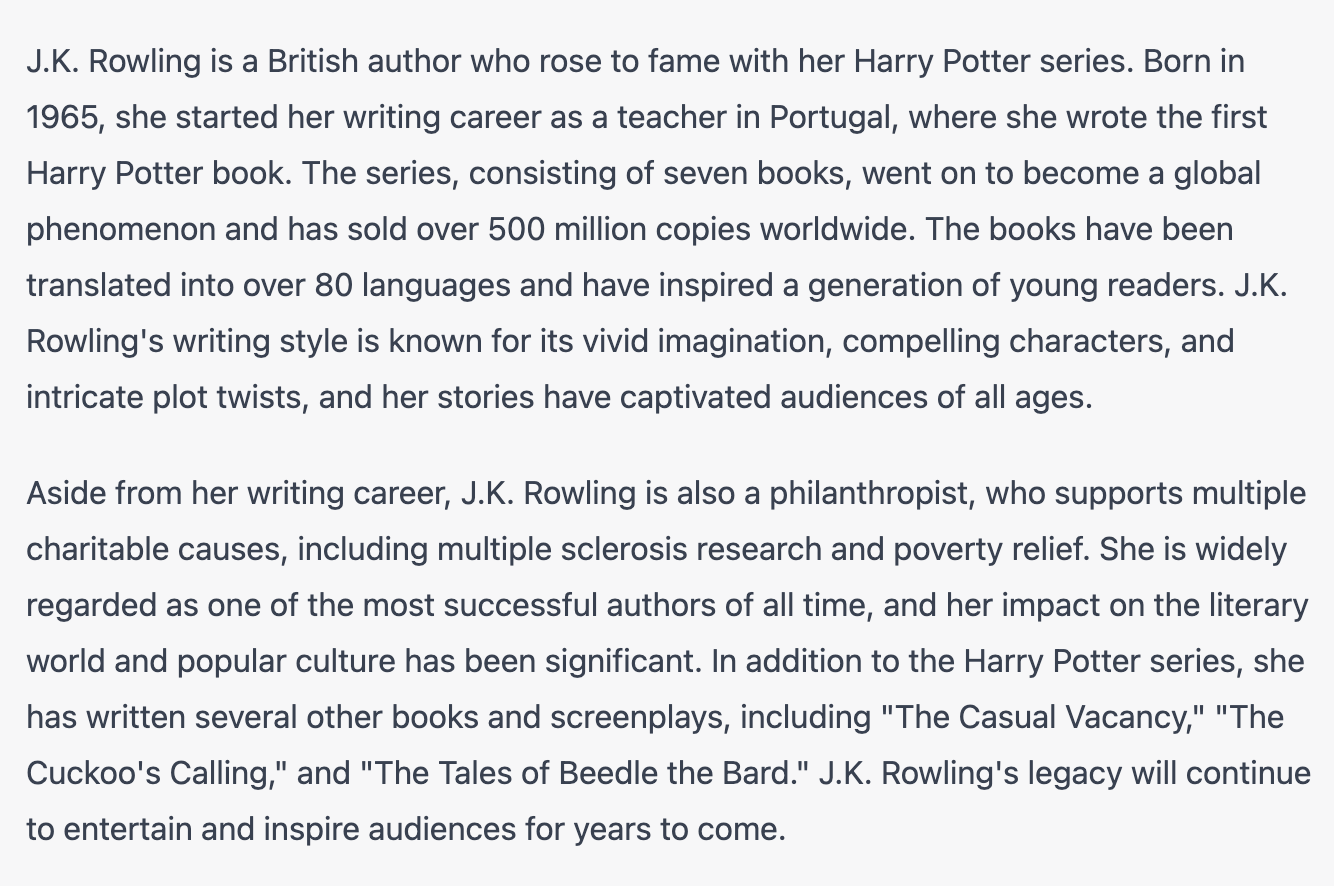 J.K. Rowling is a British author who rose to fame with her Harry Potter series. Born in
1965, she started her writing career as a teacher in Portugal, where she wrote the first
Harry Potter book. The series, consisting of seven books, went on to become a global
phenomenon and has sold over 500 million copies worldwide. The books have been
translated into over 80 languages and have inspired a generation of young readers. J.K.
Rowling's writing style is known for its vivid imagination, compelling characters, and
intricate plot twists, and her stories have captivated audiences of all ages.
Aside from her writing career, J.K. Rowling is also a philanthropist, who supports multiple
charitable causes, including multiple sclerosis research and poverty relief. She is widely
regarded as one of the most successful authors of all time, and her impact on the literary
world and popular culture has been significant. In addition to the Harry Potter series, she
has written several other books and screenplays, including "The Casual Vacancy," "The
Cuckoo's Calling," and "The Tales of Beedle the Bard." J.K. Rowling's legacy will continue
to entertain and inspire audiences for years to come.